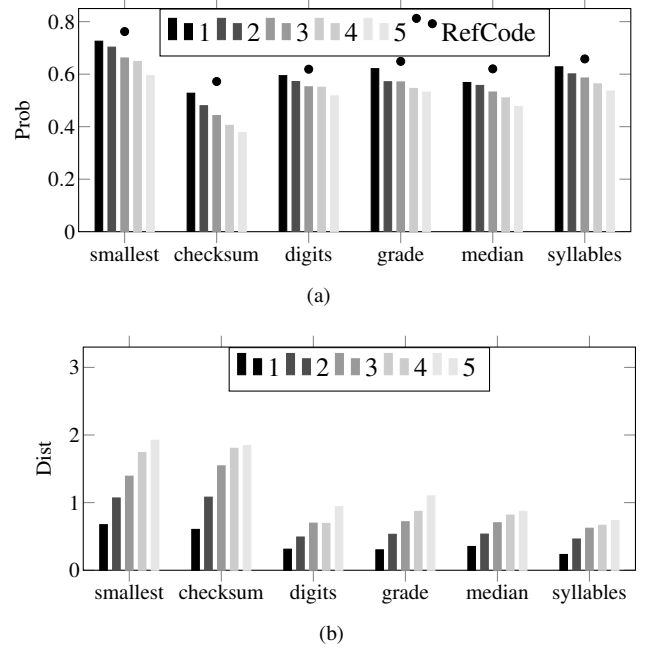 0.8
1 2 3 4 5 RefCode
0.6
Prob
0.4
0.2
0
smallest checksum digits grade median syllables
(a)
3
1 2 3 4 5
2
Dist
1
0
smallest checksum digits grade median syllables
(b)